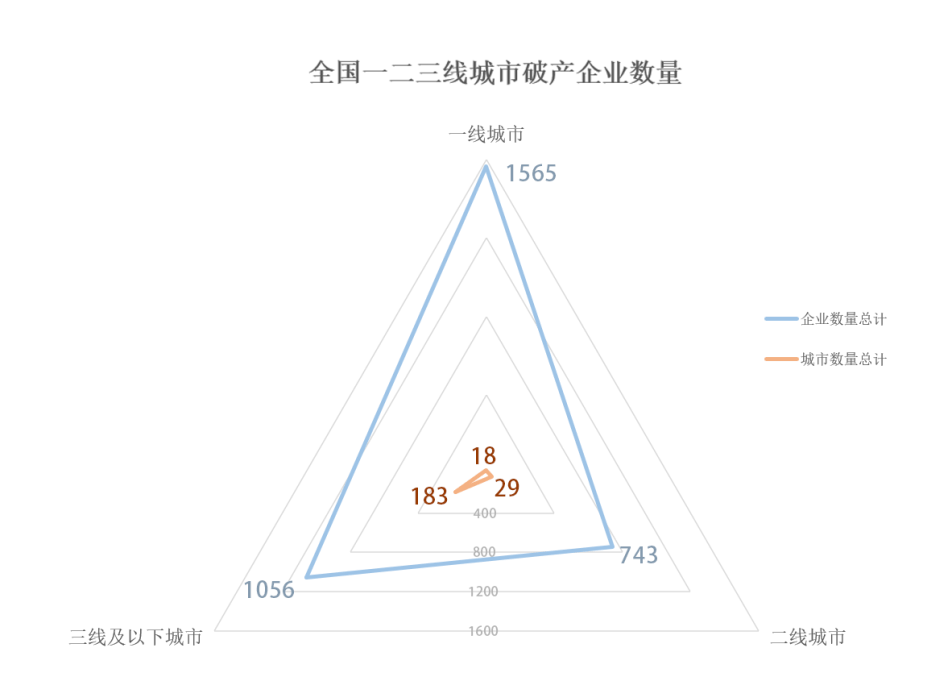 全国一二三线城市破产企业数量
一线城市
1565
企业数量总计
城市数量总计
18
29
183
400
743
800
1056
1200
1600
三线及以下城市
二线城市